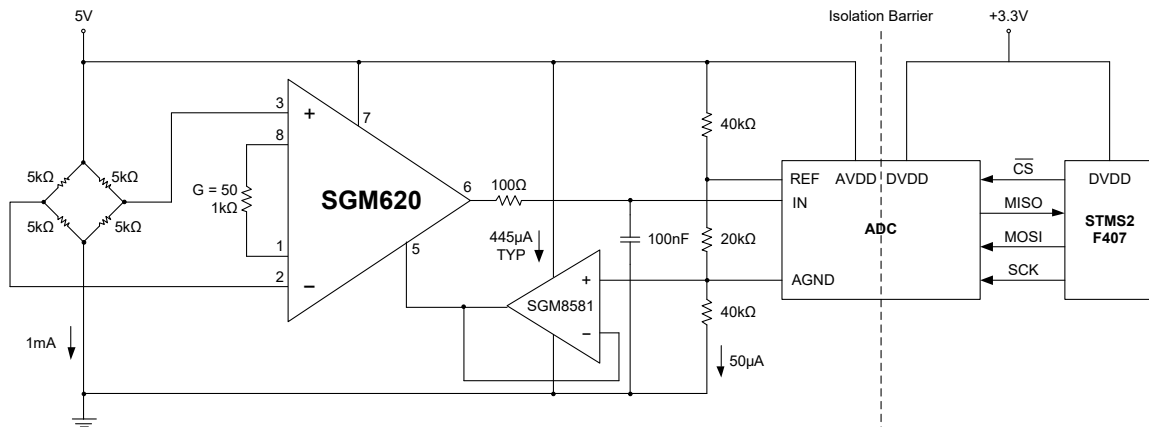 5V
Isolation Barrier
+3.3V
3
+
7
8
40kΩ
5kΩ
5kΩ
G = 50
1kΩ
SGM620
6
100Ω
REF
AVDD
DVDD
CS
DVDD
IN
MISO
5kΩ
5kΩ
1
5
445µA
TYP
100nF
20kΩ
ADC
STMS2
F407
MOSI
2
−
+
SGM8581
−
AGND
SCK
40kΩ
1mA
50µA